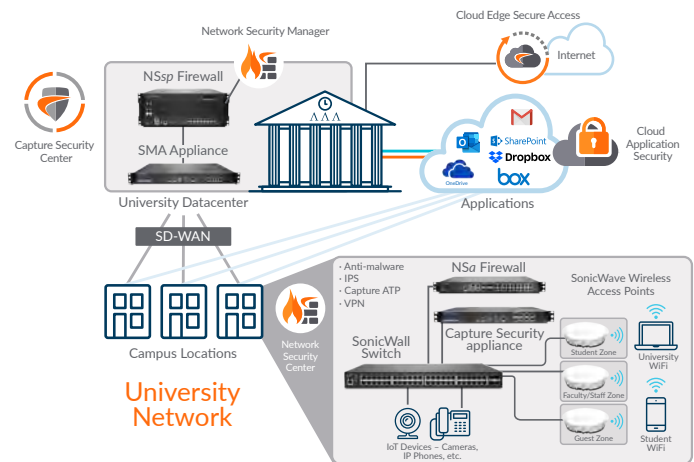 Cloud Edge Secure Access
Network Security Manager
Internet
NSsp Firewall
Capture Security
Center
SMA Appliance
University Datacenter
SharePoint
Dropbox
OneDrive
box
Cloud
Application
Security
Applications
SD-WAN
Campus Locations
University
Network
Network
Security
Center
· Anti-malware
· IPS
· Capture ATP
· VPN
NSa Firewall
SonicWave Wireless
Access Points
Capture Security
appliance
SonicWall
Switch
Student Zone
University
WiFi
Faculty/Staff Zone
Guest Zone
Student
WiFi
IoT Devices – Cameras,
IP Phones, etc.